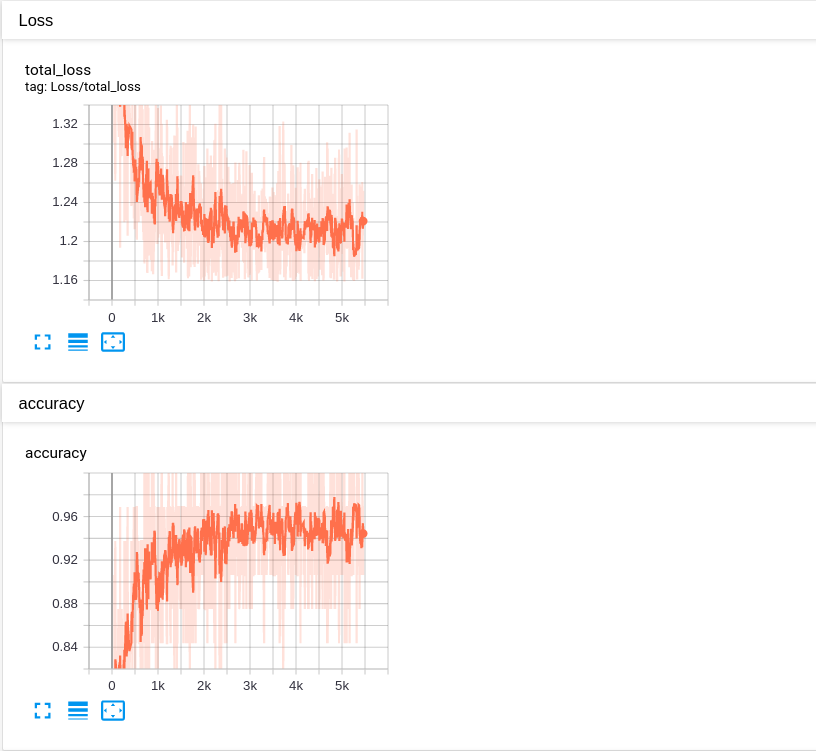 Loss
total_loss
tag: Loss/total_loss
1.32
1.28
1.24
1.2
1.16
0 1k 2k 3k 4k 5k
accuracy
accuracy
0.96
0.92
0.88
0.84
0 1k 2k 3k 4k 5k